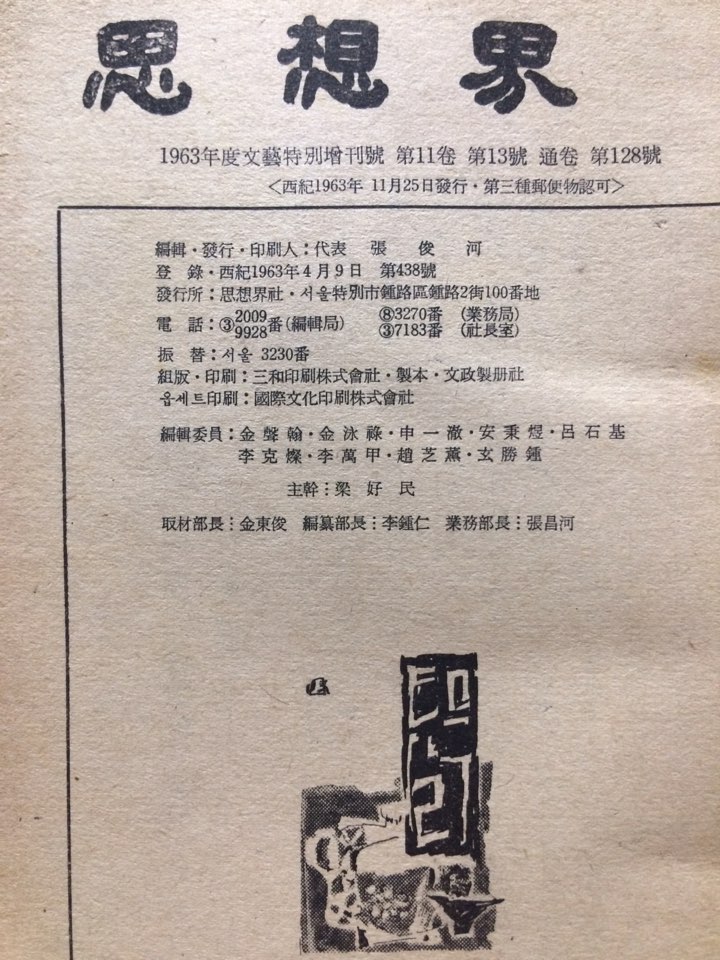 思想界
1963年度文藝特別增刊號 第11卷 第13號 通卷 第128號
<西紀1963年 11月25日發行·第三種郵便物認可>
編輯·發行·印刷人:代表 張俊河
登錄·西紀1963年4月9日 第438號
發行所:思想界社·서울特別市鍾路區鍾路2街100番地
電話:③2009 9928番(編輯局) ⑧3270番 (業務局) ③7183番 (社長室)
振替:서울 3230番
組版·印刷:三和印刷株式會社·製本·文政製册社
옵세트印刷:國際文化印刷株式會社
編輯委員:金聲翰·金泳祿·申一澈·安秉煜·呂石基
李克燦·李萬甲·趙芝薰·玄勝鍾
主幹:梁好民
取材部長:金東俊 編纂部長:李鍾仁 業務部長:張昌河